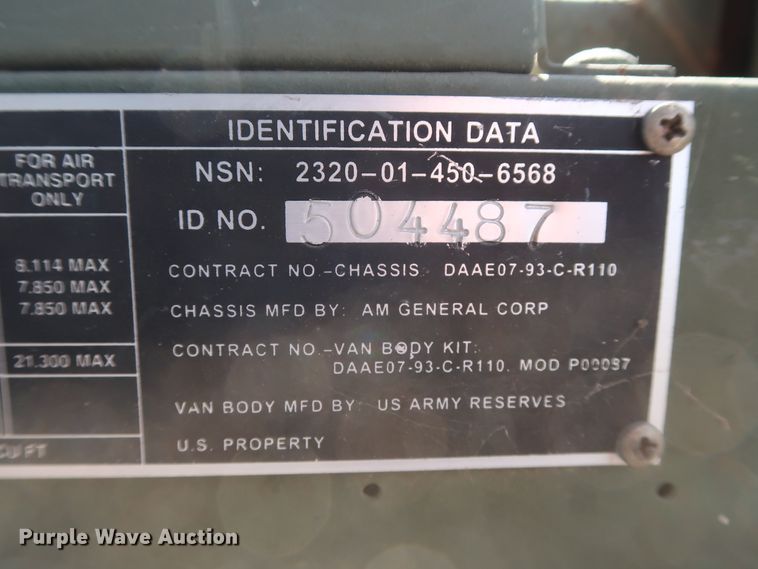 FOR AIR
TRANSPORT
ONLY
8.114 MAX
7.850 MAX
7.850 MAX
21.300 MAX
CU FT
IDENTIFICATION DATA
NSN: 2320-01-450-6568
ID NO. 504487
CONTRACT NO.-CHASSIS: DAAE07-93-C-R110
CHASSIS MFD BY: AM GENERAL CORP
CONTRACT NO.-VAN BODY KIT:
DAAE07-93-C-R110. MOD P00087
VAN BODY MFD BY: US ARMY RESERVES
U.S. PROPERTY
Purple Wave Auction